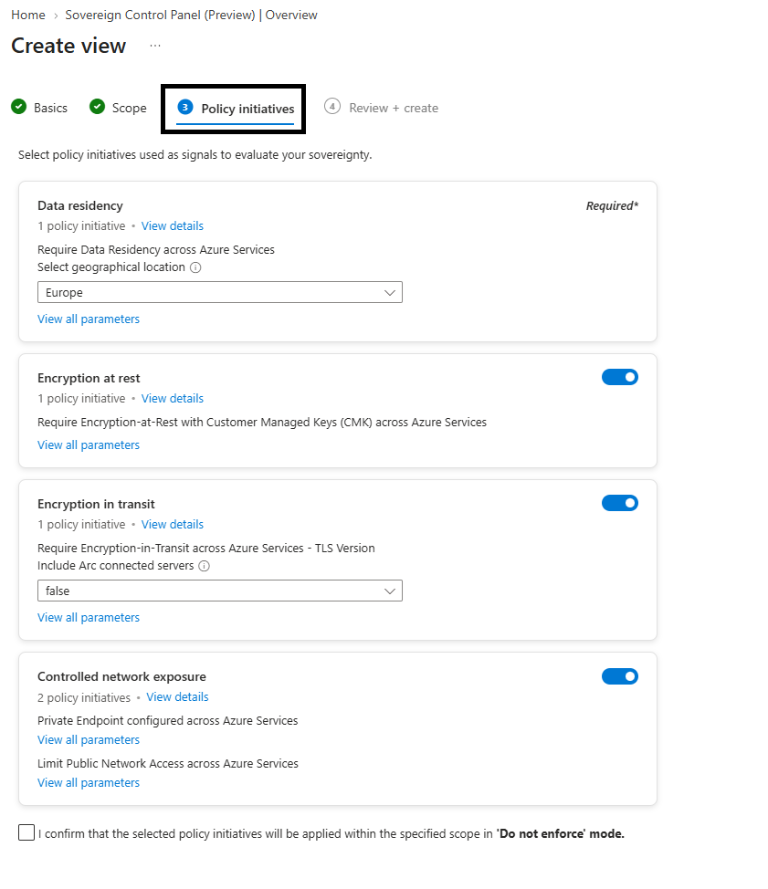 Home > Sovereign Control Panel (Preview) | Overview
Create view ...
Basics Scope 3 Policy initiatives 4 Review + create
Select policy initiatives used as signals to evaluate your sovereignty.
Data residency Required*
1 policy initiative • View details
Require Data Residency across Azure Services
Select geographical location
Europe
View all parameters
Encryption at rest
1 policy initiative • View details
Require Encryption-at-Rest with Customer Managed Keys (CMK) across Azure Services
View all parameters
Encryption in transit
1 policy initiative • View details
Require Encryption-in-Transit across Azure Services - TLS Version
Include Arc connected servers
false
View all parameters
Controlled network exposure
2 policy initiatives • View details
Private Endpoint configured across Azure Services
View all parameters
Limit Public Network Access across Azure Services
View all parameters
I confirm that the selected policy initiatives will be applied within the specified scope in 'Do not enforce' mode.